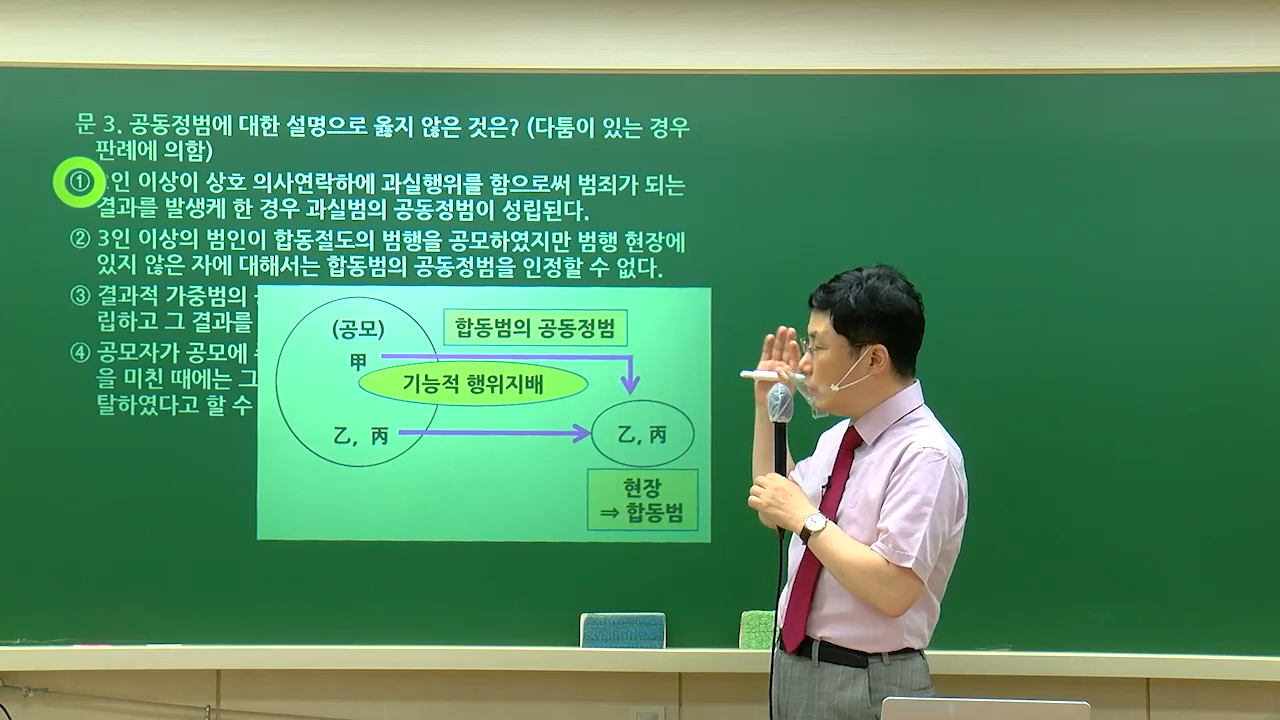 문 3. 공동정범에 대한 설명으로 옳지 않은 것은? (다툼이 있는 경우
판례에 의함)
① 인 이상이 상호 의사연락하에 과실행위를 함으로써 범죄가 되는
결과를 발생케 한 경우 과실범의 공동정범이 성립된다.
② 3인 이상의 범인이 합동절도의 범행을 공모하였지만 범행 현장에
있지 않은 자에 대해서는 합동범의 공동정범을 인정할 수 없다.
③ 결과적 가중범의
립하고 그 결과를
④ 공모자가 공모에
을 미친 때에는 그
탈하였다고 할 수
(공모)
합동범의 공동정범
甲
기능적 행위지배
乙, 丙
乙, 丙
현장
⇒ 합동범